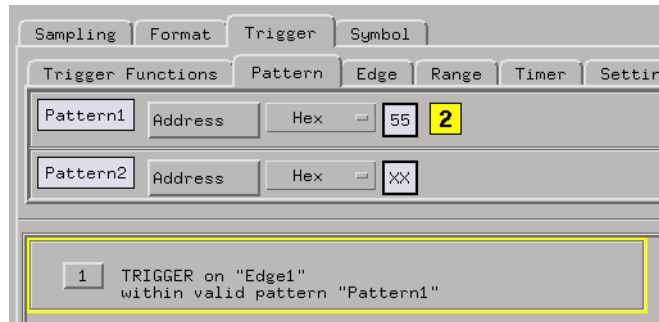 Sampling Format Trigger Symbol
Trigger Functions Pattern Edge Range Timer Settin
Pattern1 Address Hex 55 2
Pattern2 Address Hex XX
1 TRIGGER on "Edge1"
within valid pattern "Pattern1"